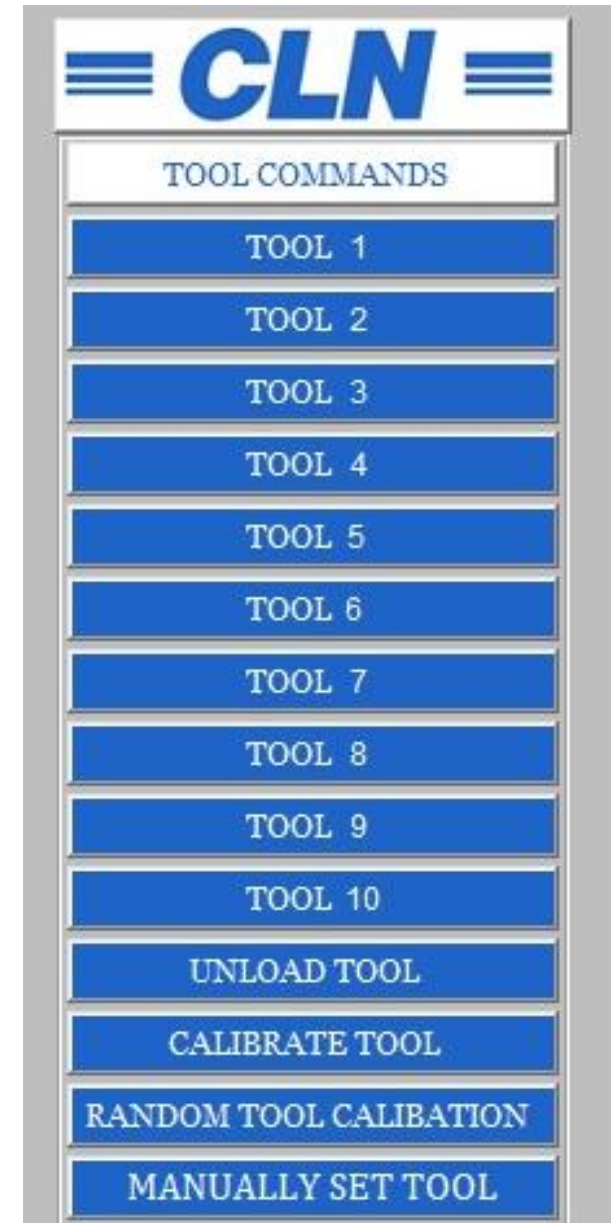 CLN
TOOL COMMANDS
TOOL 1
TOOL 2
TOOL 3
TOOL 4
TOOL 5
TOOL 6
TOOL 7
TOOL 8
TOOL 9
TOOL 10
UNLOAD TOOL
CALIBRATE TOOL
RANDOM TOOL CALIBATION
MANUALLY SET TOOL